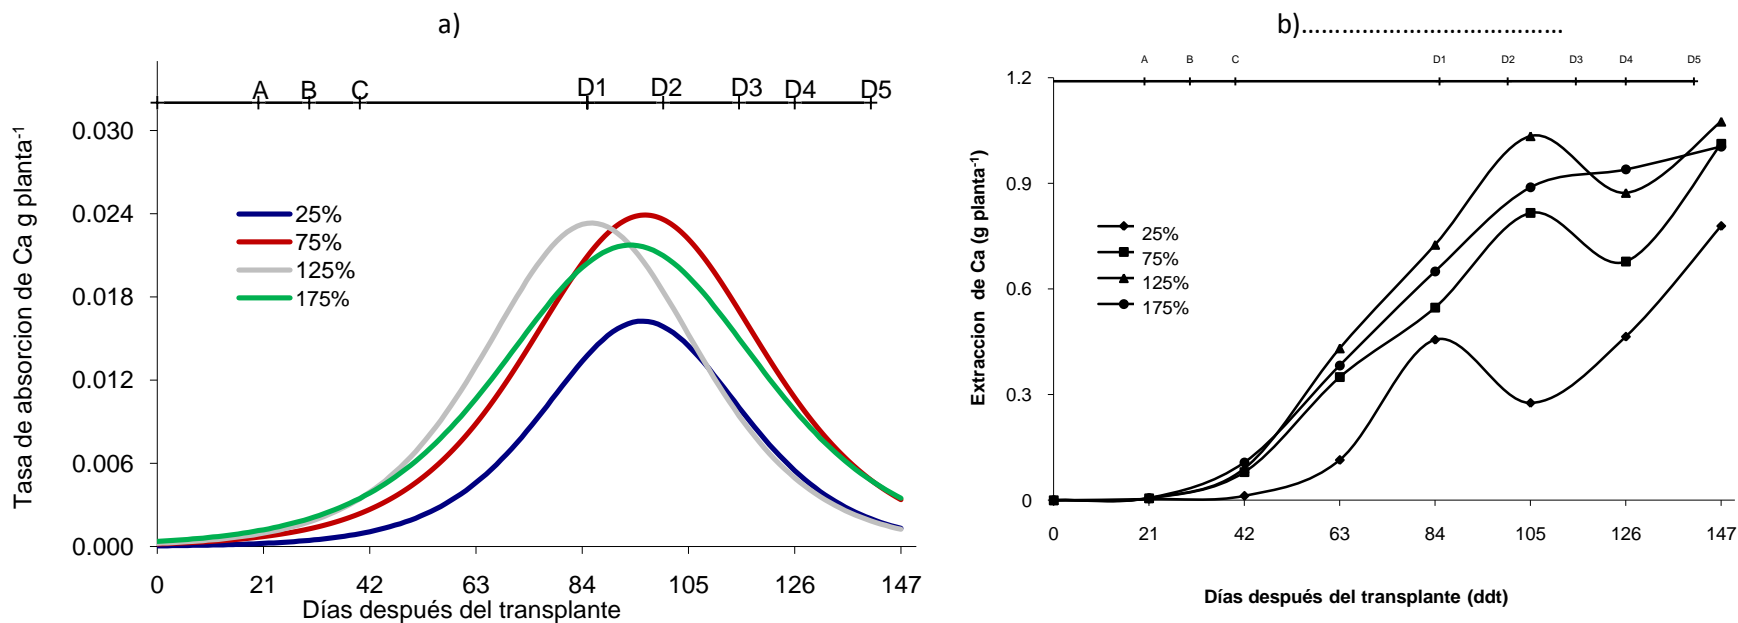 a)
A B C D1 D2 D3 D4 D5
Tasa de absorcion de Ca g planta⁻¹
0.030
0.024
0.018
0.012
0.006
0.000
25%
75%
125%
175%
0 21 42 63 84 105 126 147
Días después del transplante
b)......................................
A B C D1 D2 D3 D4 D5
Extraccion de Ca (g planta⁻¹)
1.2
0.9
0.6
0.3
0
25%
75%
125%
175%
0 21 42 63 84 105 126 147
Días después del transplante (ddt)